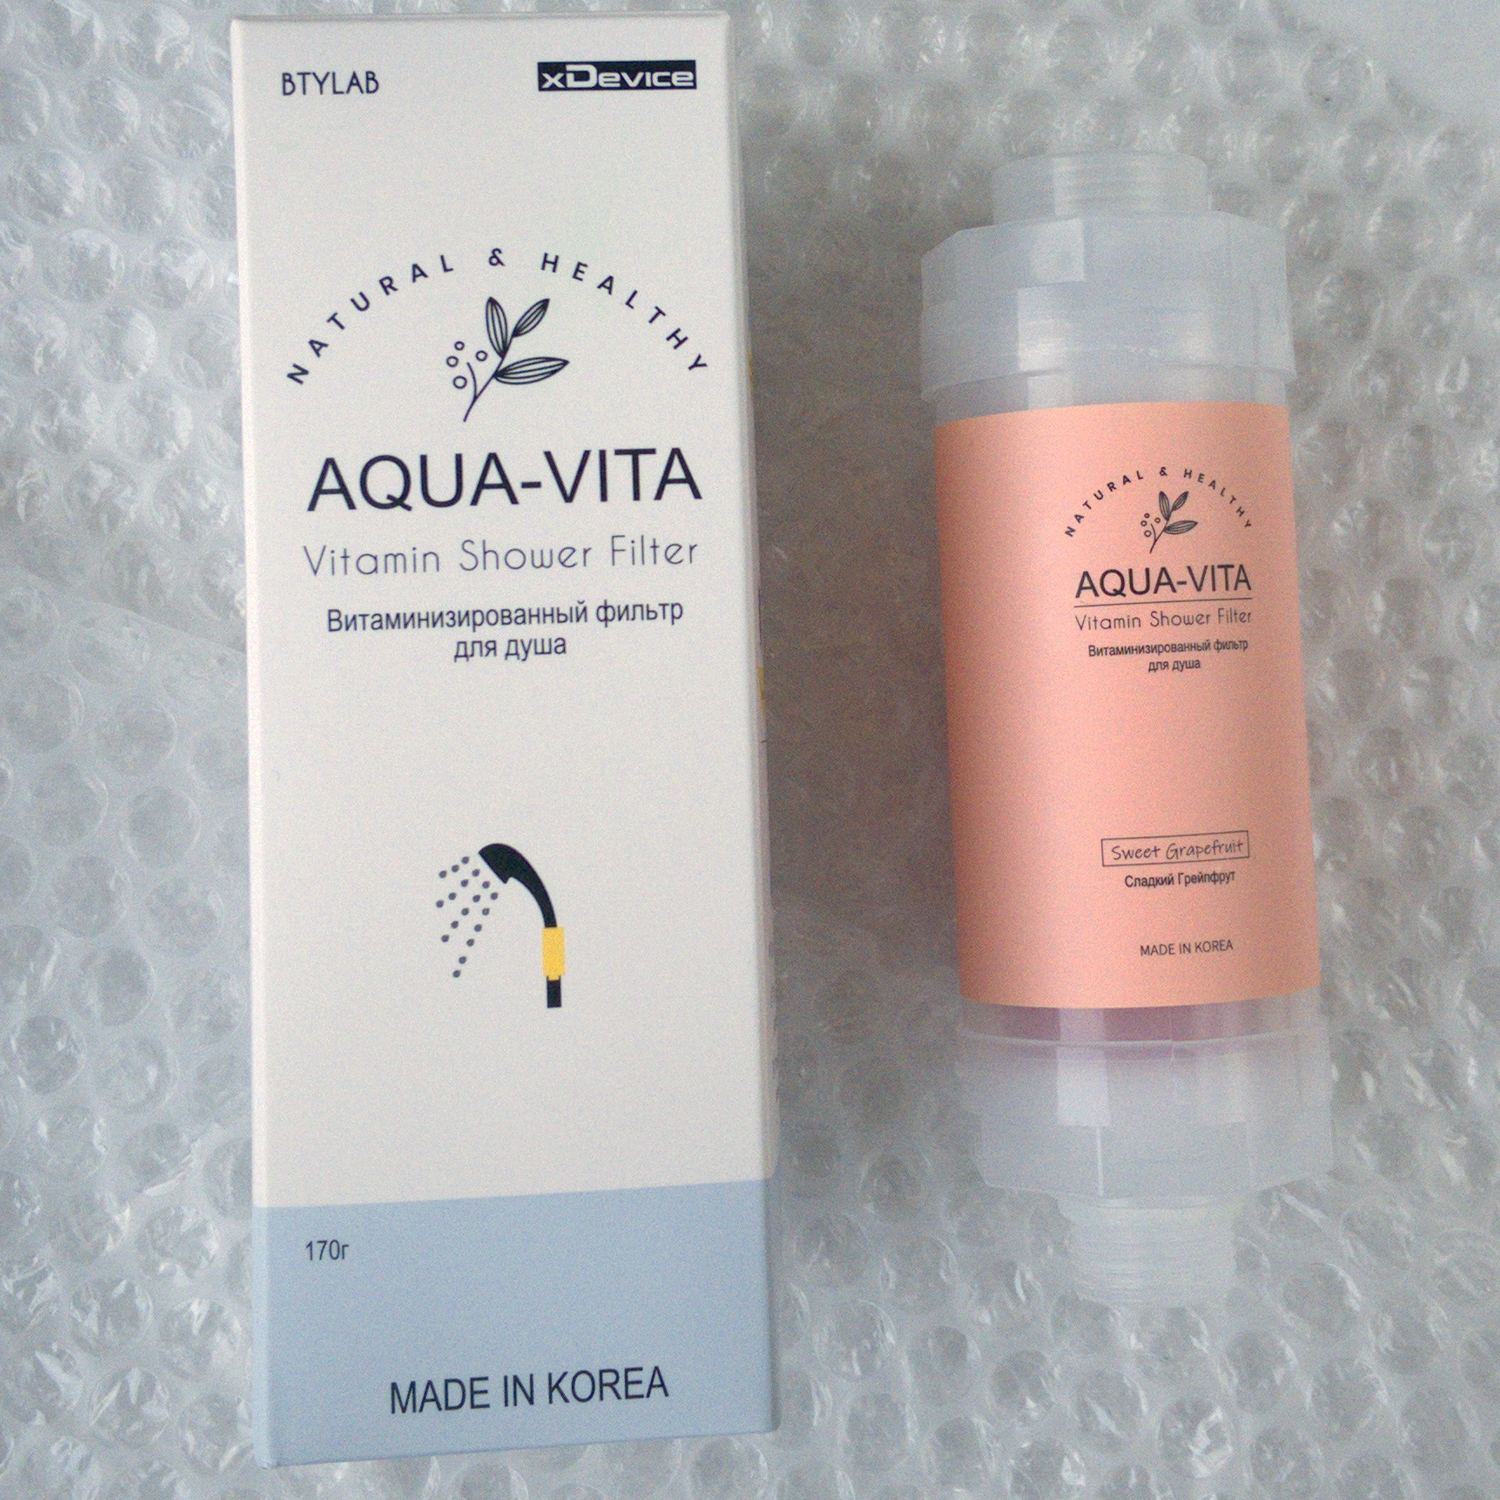 BTYLAB
xDevice
NATURAL & HEALTHY
AQUA-VITA
Vitamin Shower Filter
Витаминизированный фильтр
для душа
170г
MADE IN KOREA
NATURAL & HEALTHY
AQUA-VITA
Vitamin Shower Filter
Витаминизированный фильтр
для душа
Sweet Grapefruit
Сладкий Грейпфрут
MADE IN KOREA